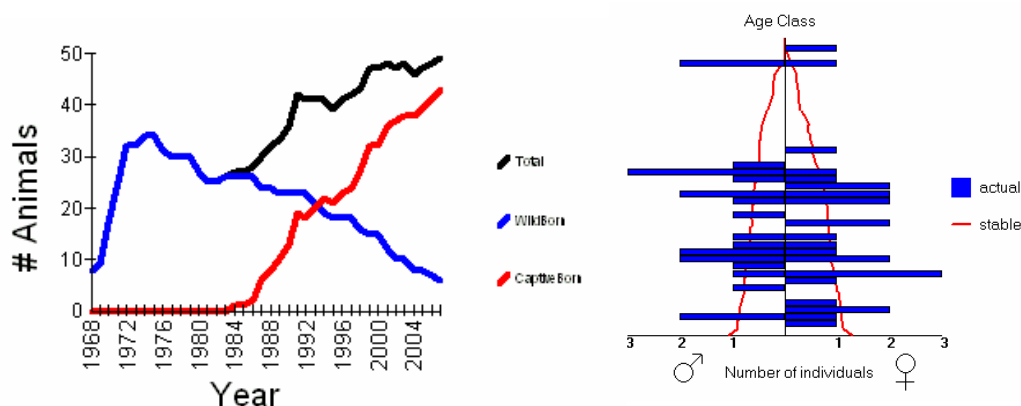 50
40
30
20
10
0
# Animals
1968
1972
1976
1980
1984
1988
1992
1996
2000
2004
Year
Total
WildBorn
CaptiveBorn
Age Class
3 2 1 1 2 3
♂ Number of individuals ♀
actual
stable